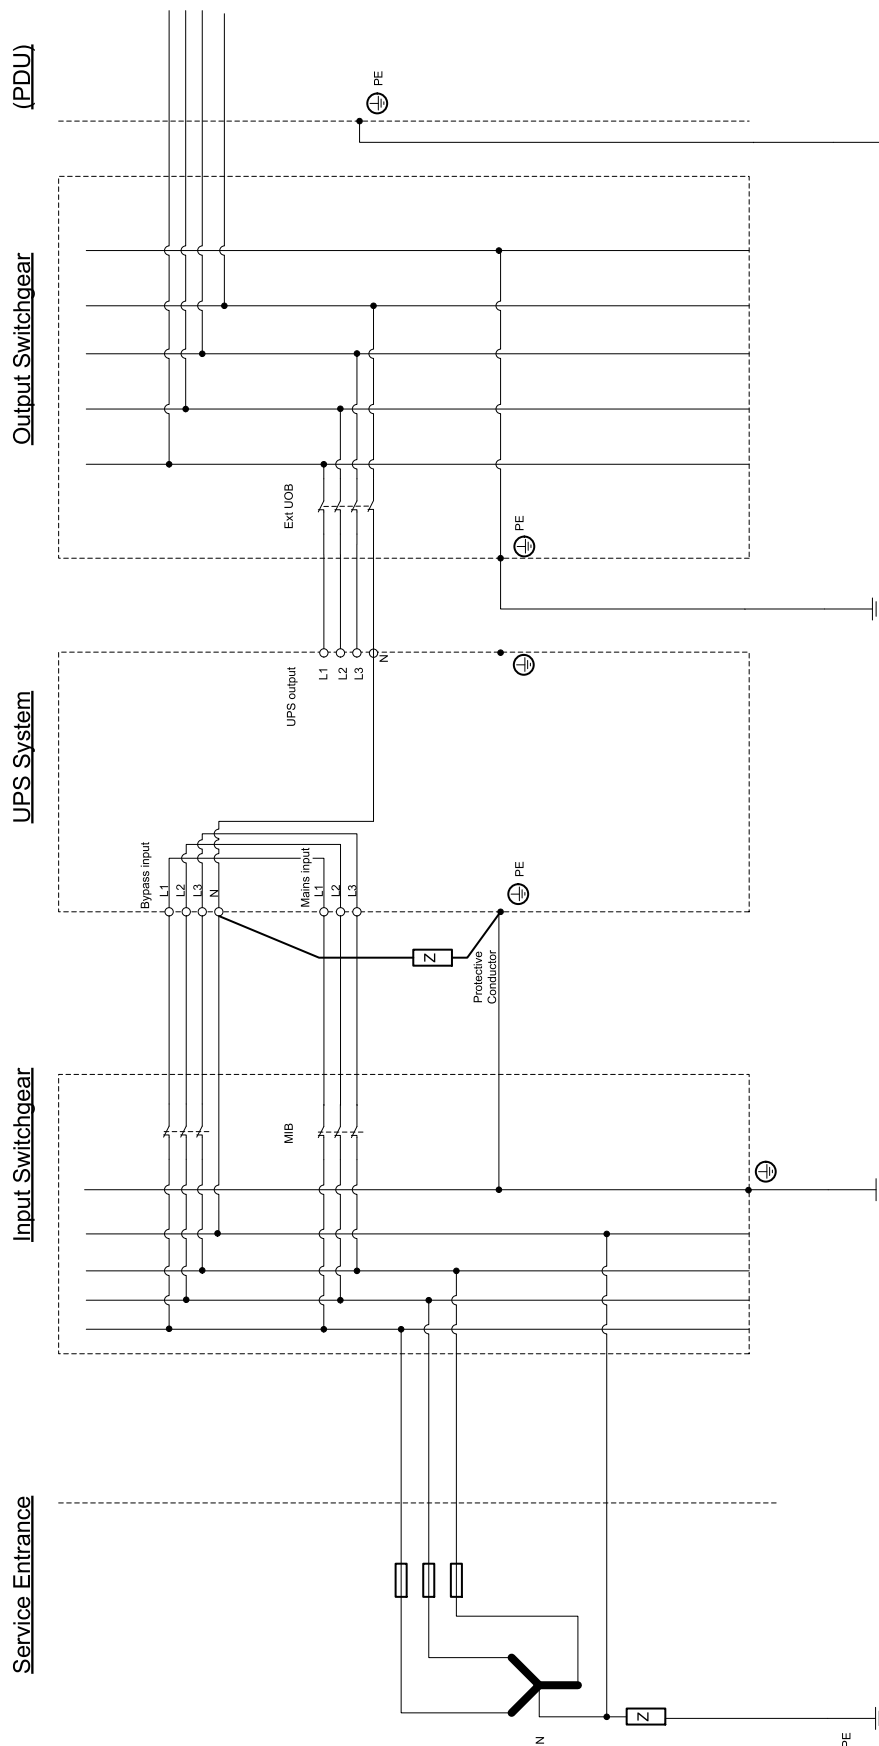 Service Entrance
Input Switchgear
UPS System
Output Switchgear
(PDU)
N
Z
PE
MIB
Protective
Conductor
Z
PE
Bypass input
L1
L2
L3
N
Mains input
L1
L2
L3
UPS output
L1
L2
L3
N
Ext UOB
PE
PE